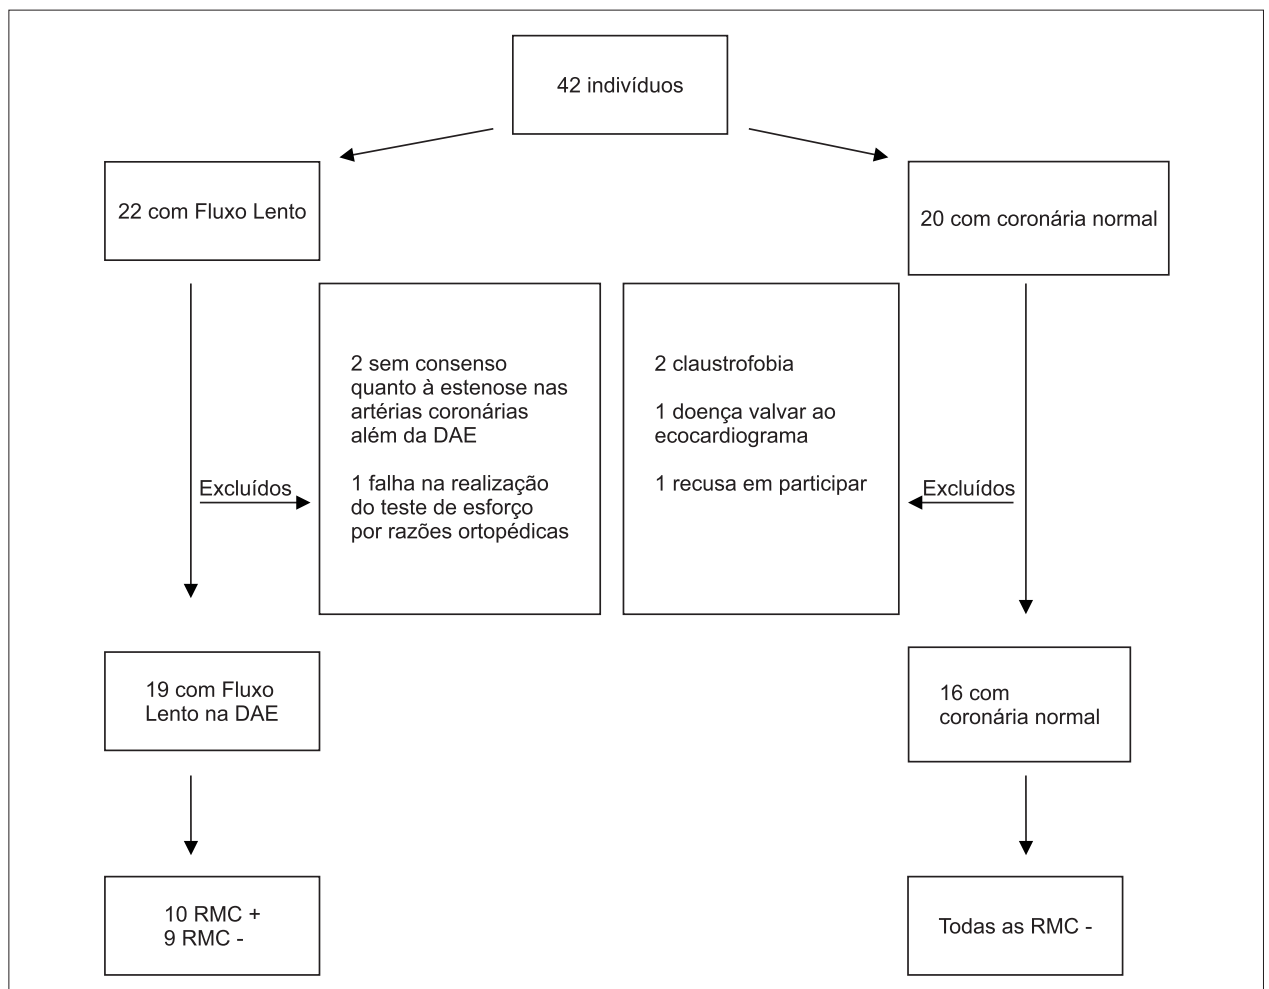 42 indivíduos
22 com Fluxo Lento
20 com coronária normal
2 sem consenso
quanto à estenose nas
artérias coronárias
além da DAE
1 falha na realização
do teste de esforço
por razões ortopédicas
2 claustrofobia
1 doença valvar ao
ecocardiograma
1 recusa em participar
Excluídos
Excluídos
19 com Fluxo
Lento na DAE
16 com
coronária normal
10 RMC +
9 RMC -
Todas as RMC -